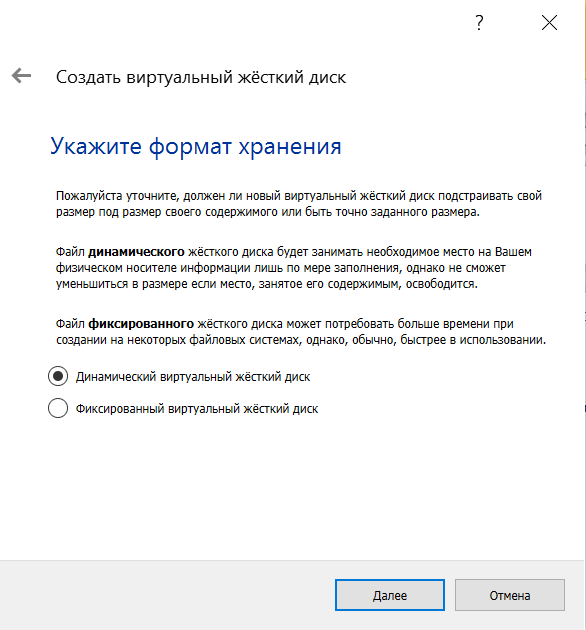 ?
Создать виртуальный жёсткий диск
Укажите формат хранения
Пожалуйста уточните, должен ли новый виртуальный жёсткий диск подстраивать свой
размер под размер своего содержимого или быть точно заданного размера.
Файл динамического жёсткого диска будет занимать необходимое место на Вашем
физическом носителе информации лишь по мере заполнения, однако не сможет
уменьшиться в размере если место, занятое его содержимым, освободится.
Файл фиксированного жёсткого диска может потребовать больше времени при
создании на некоторых файловых системах, однако, обычно, быстрее в использовании.
Динамический виртуальный жёсткий диск
Фиксированный виртуальный жёсткий диск
Далее Отмена